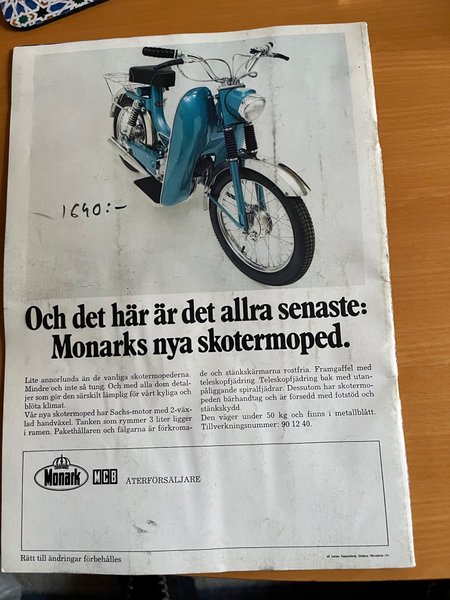 1640:-
Och det här är det allra senaste:
Monarks nya skotermoped.
Lite annorlunda än de vanliga skotermopederna.
Mindre och inte så tung. Och med alla dom detal-
jer som gör den särskilt lämplig för vårt kyliga och
blöta klimat.
Vår nya skotermoped har Sachs-motor med 2-väx-
lad handväxel. Tanken som rymmer 3 liter ligger
i ramen. Pakethållaren och fälgarna är förkroma-
de och stänkskärmarna rostfria. Framgaffel med
teleskopfjädring. Teleskopfjädring bak med utan-
påliggande spiralfjädrar. Dessutom har skotermo-
peden bärhandtag och är försedd med fotstöd och
stänkskydd.
Den väger under 50 kg och finns i metallblått.
Tillverkningsnummer: 90 12 40.
Monark MCB ÅTERFÖRSÄLJARE
Rätt till ändringar förbehålles